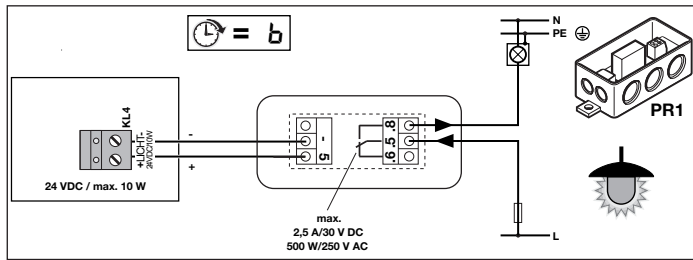 = b
N
PE
PR1
KL4
LICHT-
+
24VDC/10W
-
+
24 VDC / max. 10 W
-
5
.8
.5
.6
max.
2,5 A/30 V DC
500 W/250 V AC
L